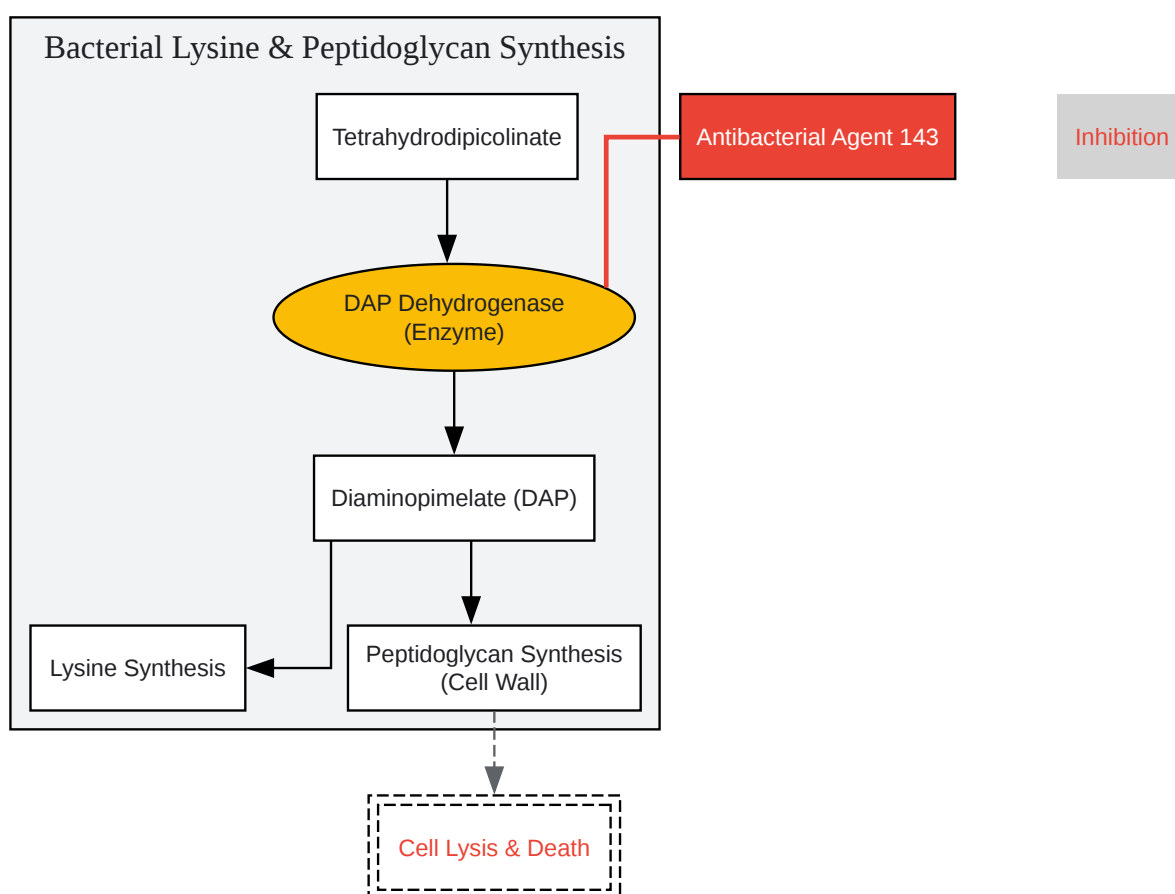 Bacterial Lysine & Peptidoglycan Synthesis
Tetrahydrodipicolinate
Antibacterial Agent 143
Inhibition
DAP Dehydrogenase
(Enzyme)
Diaminopimelate (DAP)
Lysine Synthesis
Peptidoglycan Synthesis
(Cell Wall)
Cell Lysis & Death